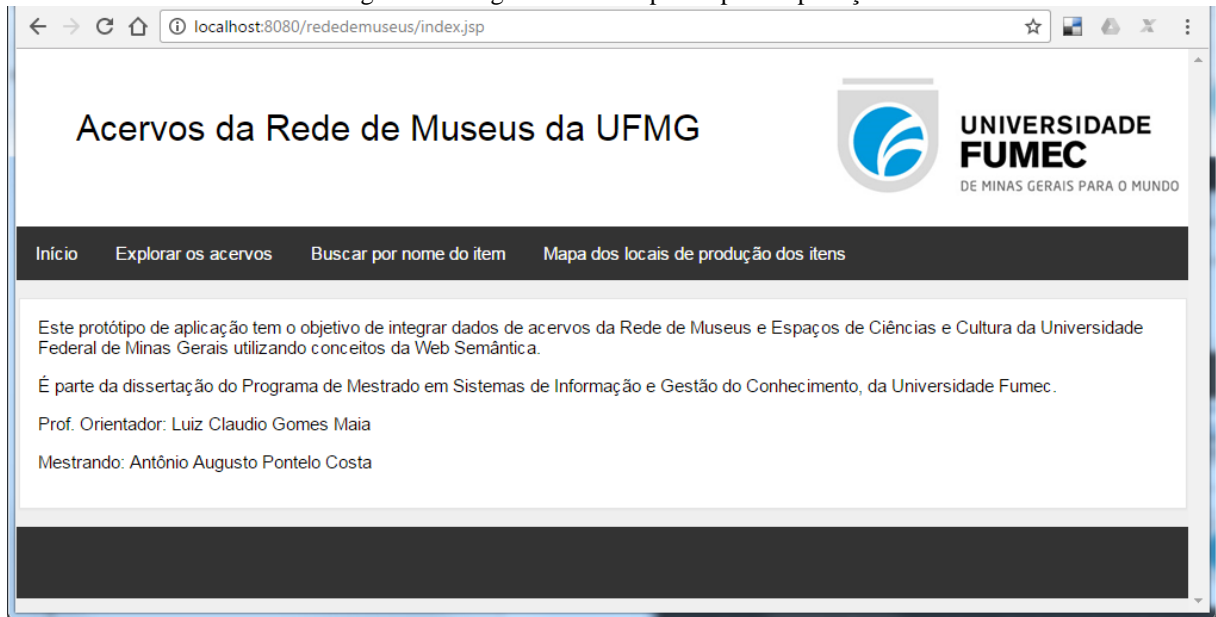 localhost:8080/rededemuseus/index.jsp
Acervos da Rede de Museus da UFMG
UNIVERSIDADE
FUMEC
DE MINAS GERAIS PARA O MUNDO
Início Explorar os acervos Buscar por nome do item Mapa dos locais de produção dos itens
Este protótipo de aplicação tem o objetivo de integrar dados de acervos da Rede de Museus e Espaços de Ciências e Cultura da Universidade
Federal de Minas Gerais utilizando conceitos da Web Semântica.
É parte da dissertação do Programa de Mestrado em Sistemas de Informação e Gestão do Conhecimento, da Universidade Fumec.
Prof. Orientador: Luiz Claudio Gomes Maia
Mestrando: Antônio Augusto Pontelo Costa